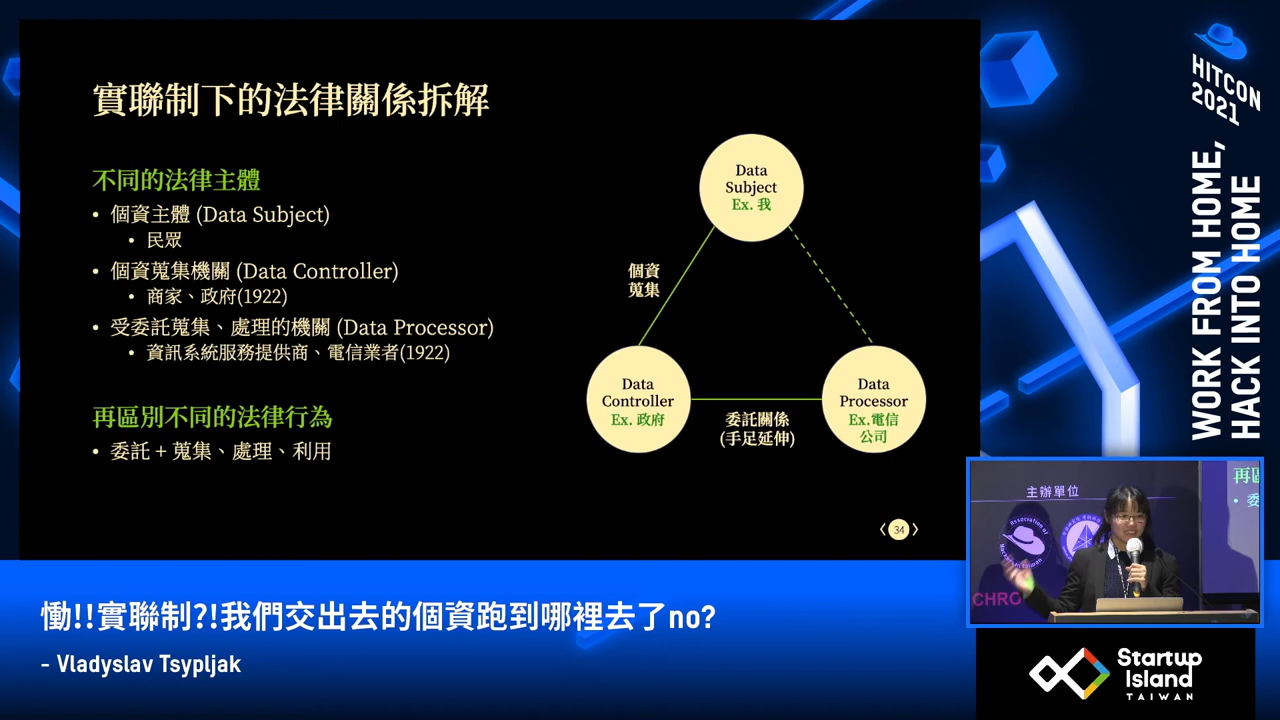 實聯制下的法律關係拆解
不同的法律主體
• 個資主體 (Data Subject)
• 民眾
• 個資蒐集機關 (Data Controller)
• 商家、政府(1922)
• 受委託蒐集、處理的機關 (Data Processor)
• 資訊系統服務提供商、電信業者(1922)
再區別不同的法律行為
• 委託 + 蒐集、處理、利用
Data
Subject
Ex. 我
個資
蒐集
Data
Controller
Ex. 政府
委託關係
(手足延伸)
Data
Processor
Ex.電信
公司
34
HITCON
2021
WORK FROM HOME,
HACK INTO HOME
主辦單位
Association of
CHRO
再
慟!!實聯制?!我們交出去的個資跑到哪裡去了no?
- Vladyslav Tsypljak
Startup
Island
TAIWAN